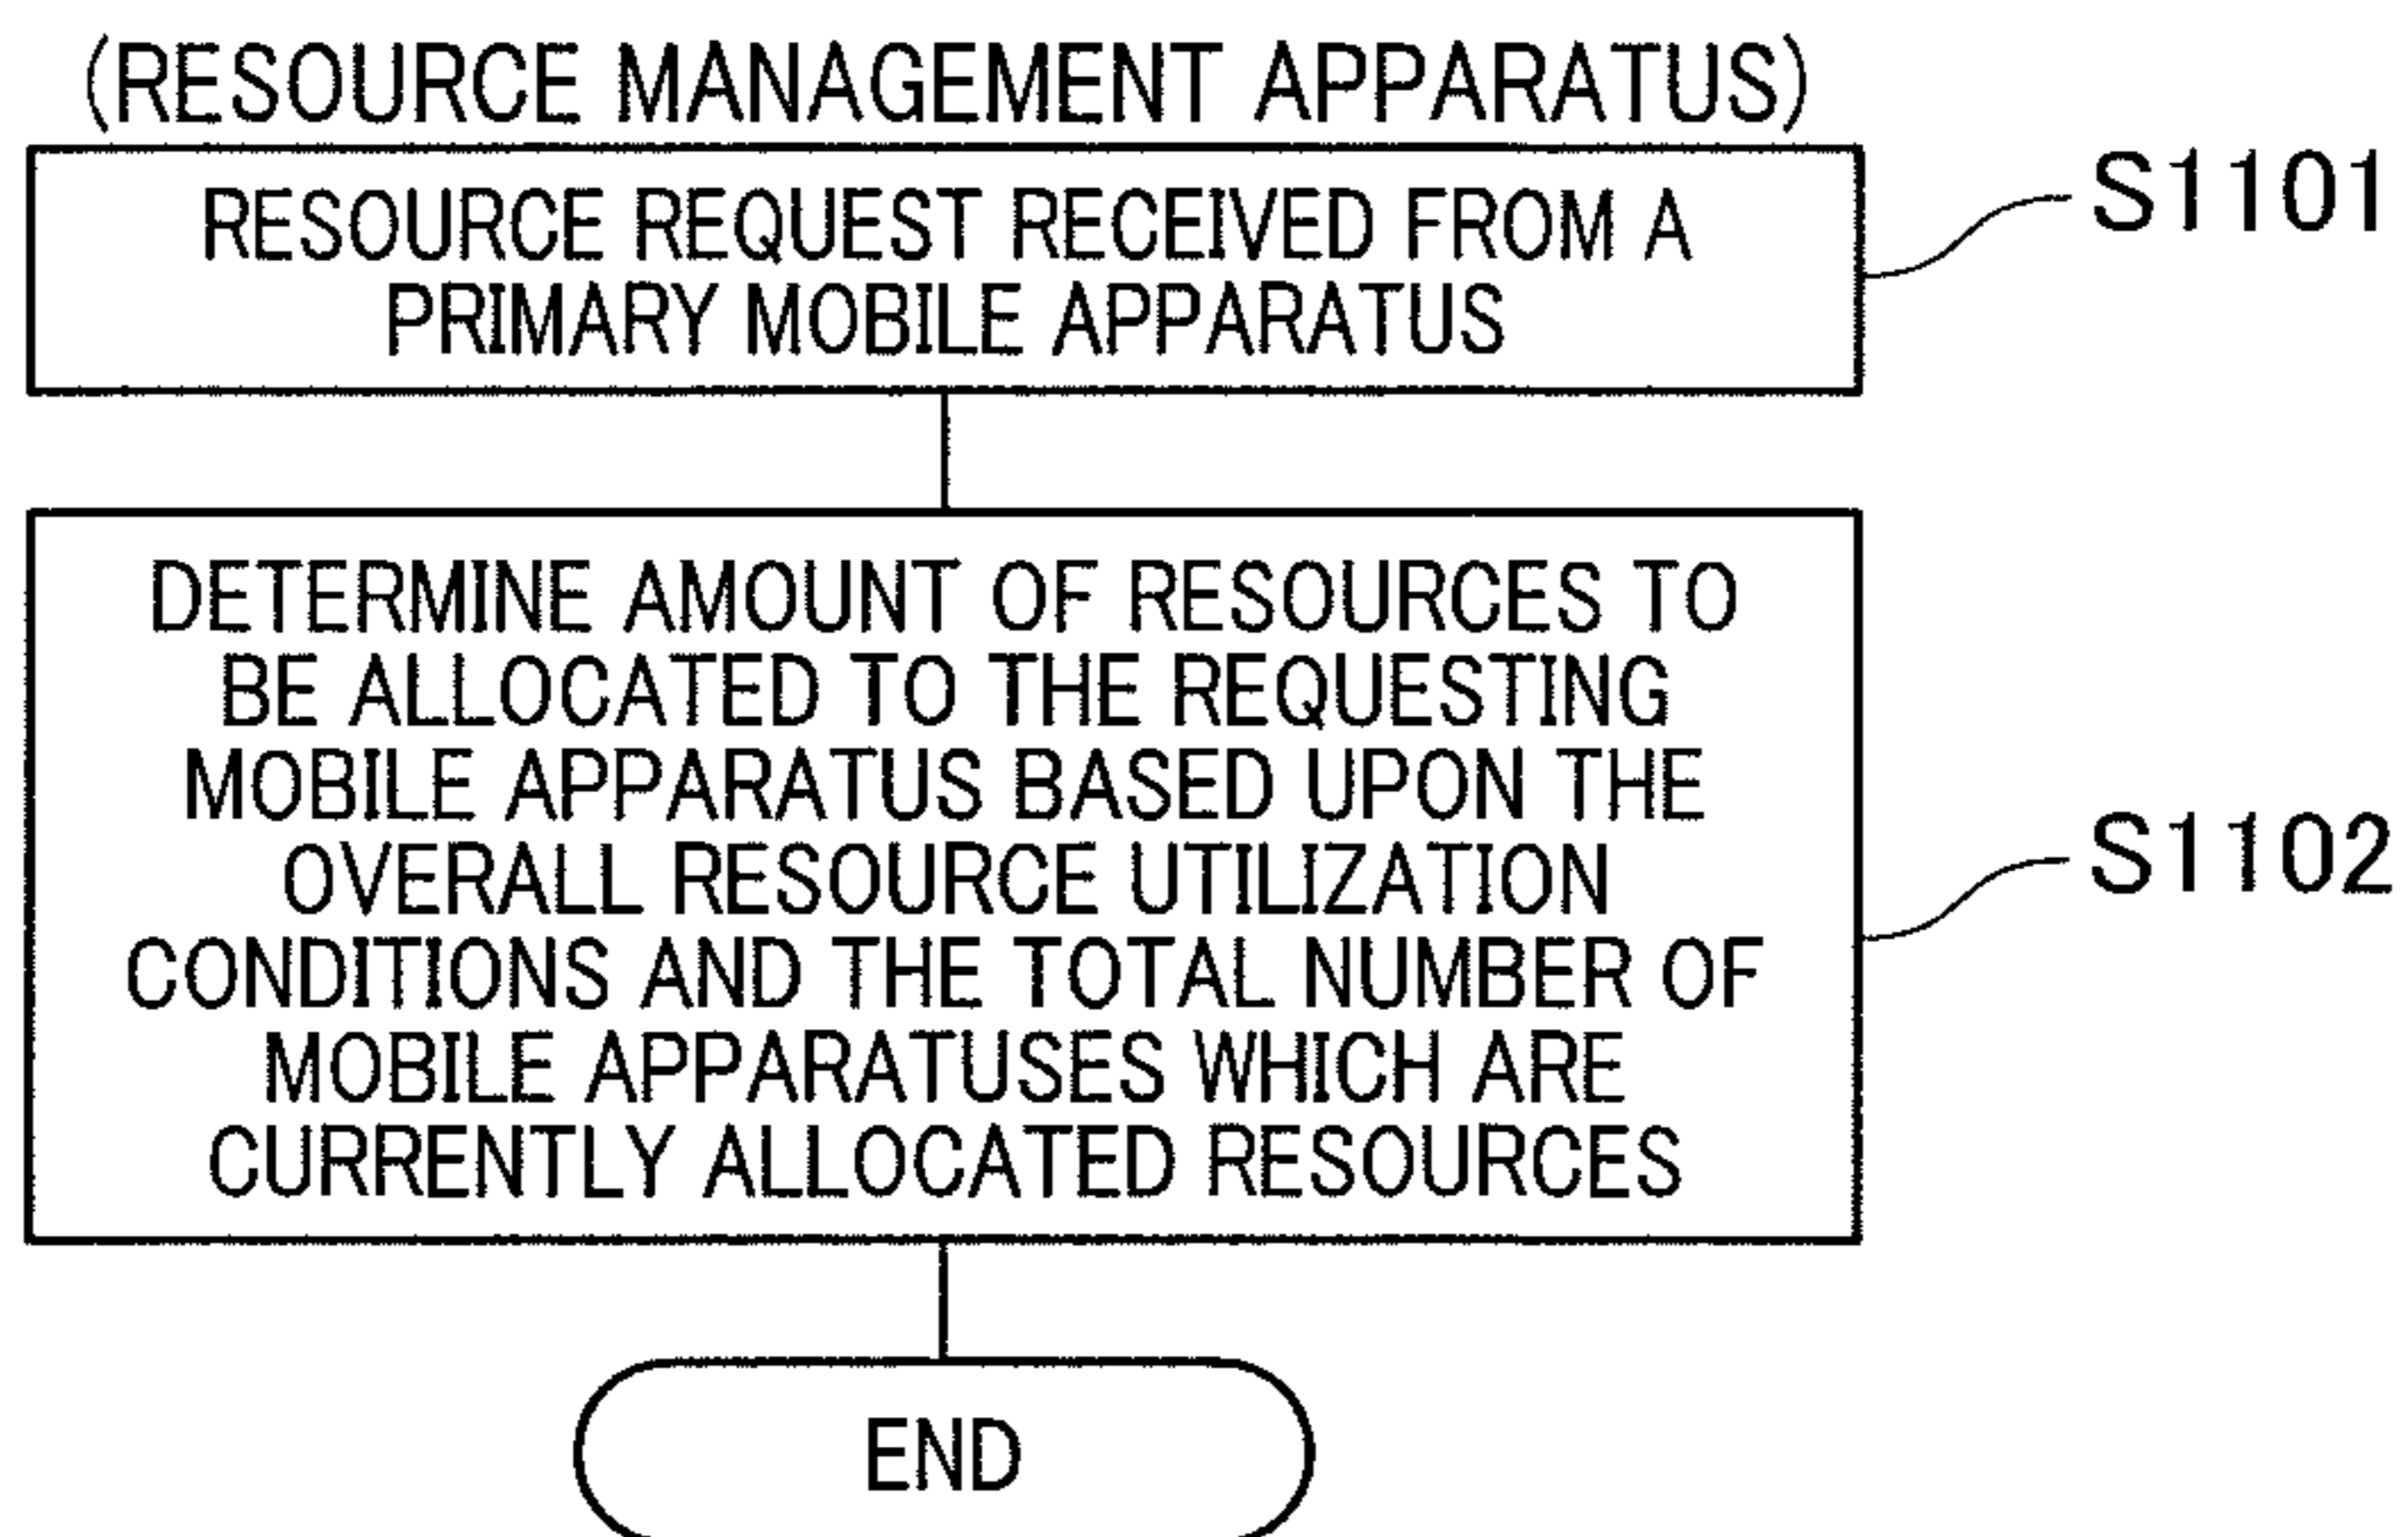 (RESOURCE MANAGEMENT APPARATUS)
RESOURCE REQUEST RECEIVED FROM A
PRIMARY MOBILE APPARATUS
S1101
DETERMINE AMOUNT OF RESOURCES TO
BE ALLOCATED TO THE REQUESTING
MOBILE APPARATUS BASED UPON THE
OVERALL RESOURCE UTILIZATION
CONDITIONS AND THE TOTAL NUMBER OF
MOBILE APPARATUSES WHICH ARE
CURRENTLY ALLOCATED RESOURCES
S1102
END